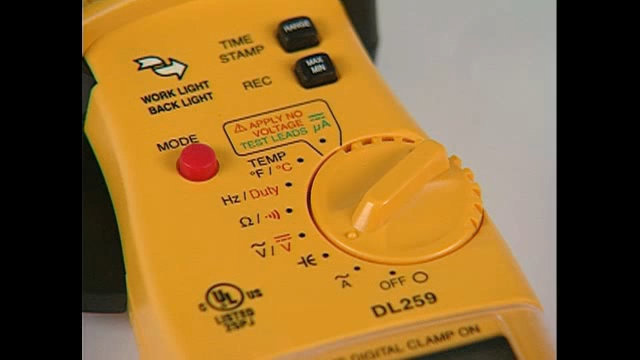 RANGE
TIME
STAMP
MAX
MIN
REC
WORK LIGHT
BACK LIGHT
⚠ APPLY NO
VOLTAGE
TEST LEADS µA
MODE
TEMP
°F / °C
Hz / Duty
Ω /
V / V
A
OFF
DL259
C UL US
LISTED
2SPJ
DIGITAL CLAMP ON